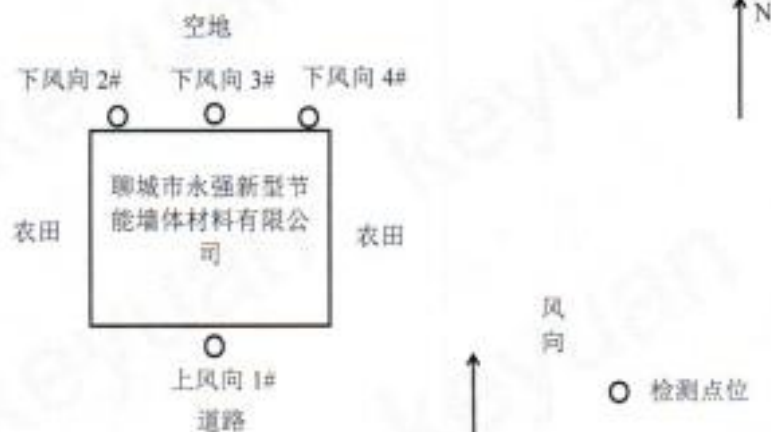 空地
N
下风向 2# 下风向 3# 下风向 4#
聊城市永强新型节
能墙体材料有限公
司
农田
农田
风
向
上风向 1#
检测点位
道路
keyuan
keyuan